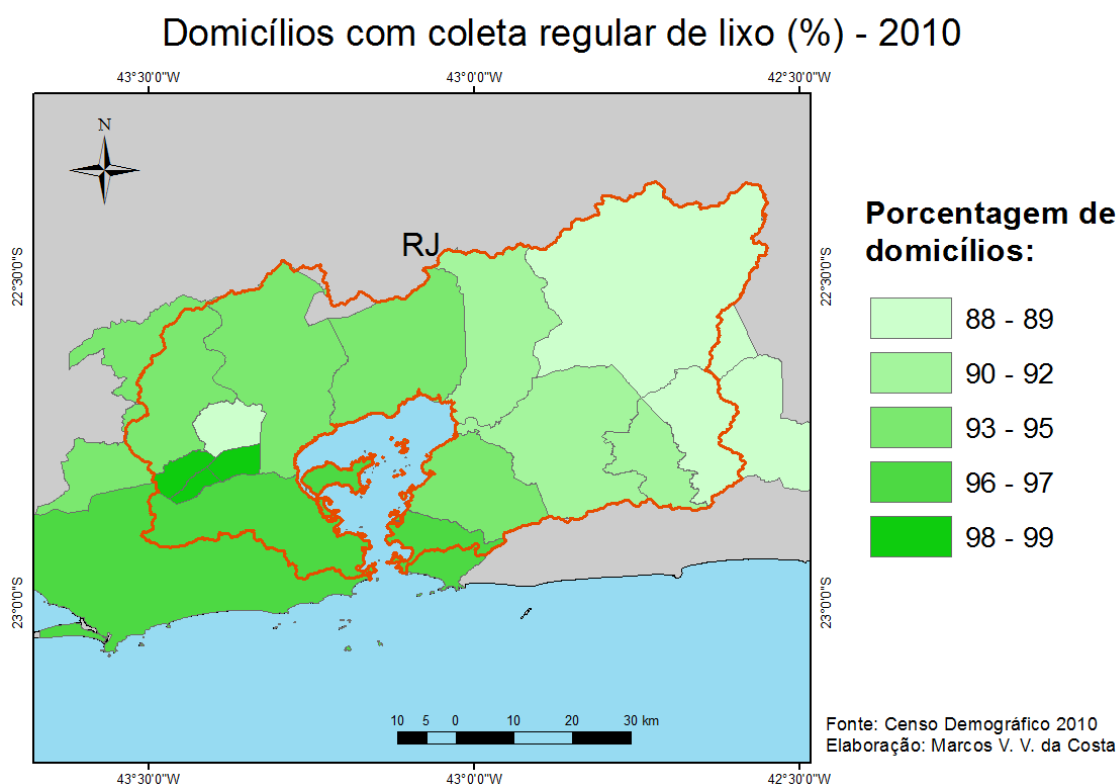 Domicílios com coleta regular de lixo (%) - 2010
43°30'0"W
43°0'0"W
42°30'0"W
N
RJ
22°30'0"S
22°30'0"S
Porcentagem de
domicílios:
88 - 89
90 - 92
93 - 95
96 - 97
98 - 99
23°0'0"S
23°0'0"S
10 5 0 10 20 30 km
Fonte: Censo Demográfico 2010
Elaboração: Marcos V. V. da Costa
43°30'0"W
43°0'0"W
42°30'0"W